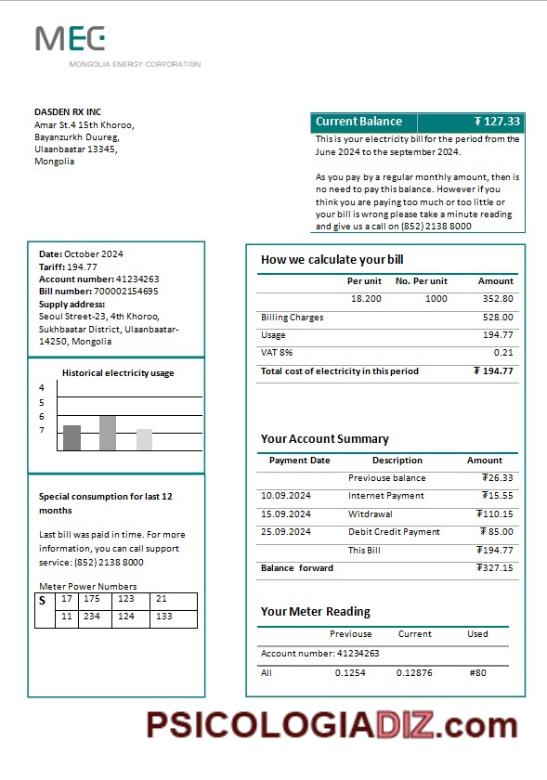 MEC
MONGOLIA ENERGY CORPORATION
DASDEN RX INC
Amar St.4 15th Khoroo,
Bayanzurkh Duureg,
Ulaanbaatar 13345,
Mongolia
Current Balance ₮ 127.33
This is your electricity bill for the period from the
June 2024 to the september 2024.
As you pay by a regular monthly amount, then is
no need to pay this balance. However if you
think you are paying too much or too little or
your bill is wrong please take a minute reading
and give us a call on (852) 2138 8000
Date: October 2024
Tariff: 194.77
Account number: 41234263
Bill number: 700002154695
Supply address:
Seoul Street-23, 4th Khoroo,
Sukhbaatar District, Ulaanbaatar-
14250, Mongolia
Historical electricity usage
4
5
6
7
Special consumption for last 12
months
Last bill was paid in time. For more
information, you can call support
service: (852) 2138 8000
Meter Power Numbers
S 17 175 123 21
11 234 124 133
How we calculate your bill
Per unit No. Per unit Amount
18.200 1000 352.80
Billing Charges 528.00
Usage 194.77
VAT 8% 0.21
Total cost of electricity in this period ₮ 194.77
Your Account Summary
Payment Date Description Amount
Previouse balance ₮26.33
10.09.2024 Internet Payment ₮15.55
15.09.2024 Witdrawal ₮110.15
25.09.2024 Debit Credit Payment ₮ 85.00
This Bill ₮194.77
Balance forward ₮327.15
Your Meter Reading
Previouse Current Used
Account number: 41234263
All 0.1254 0.12876 #80
PSICOLOGIADIZ.com